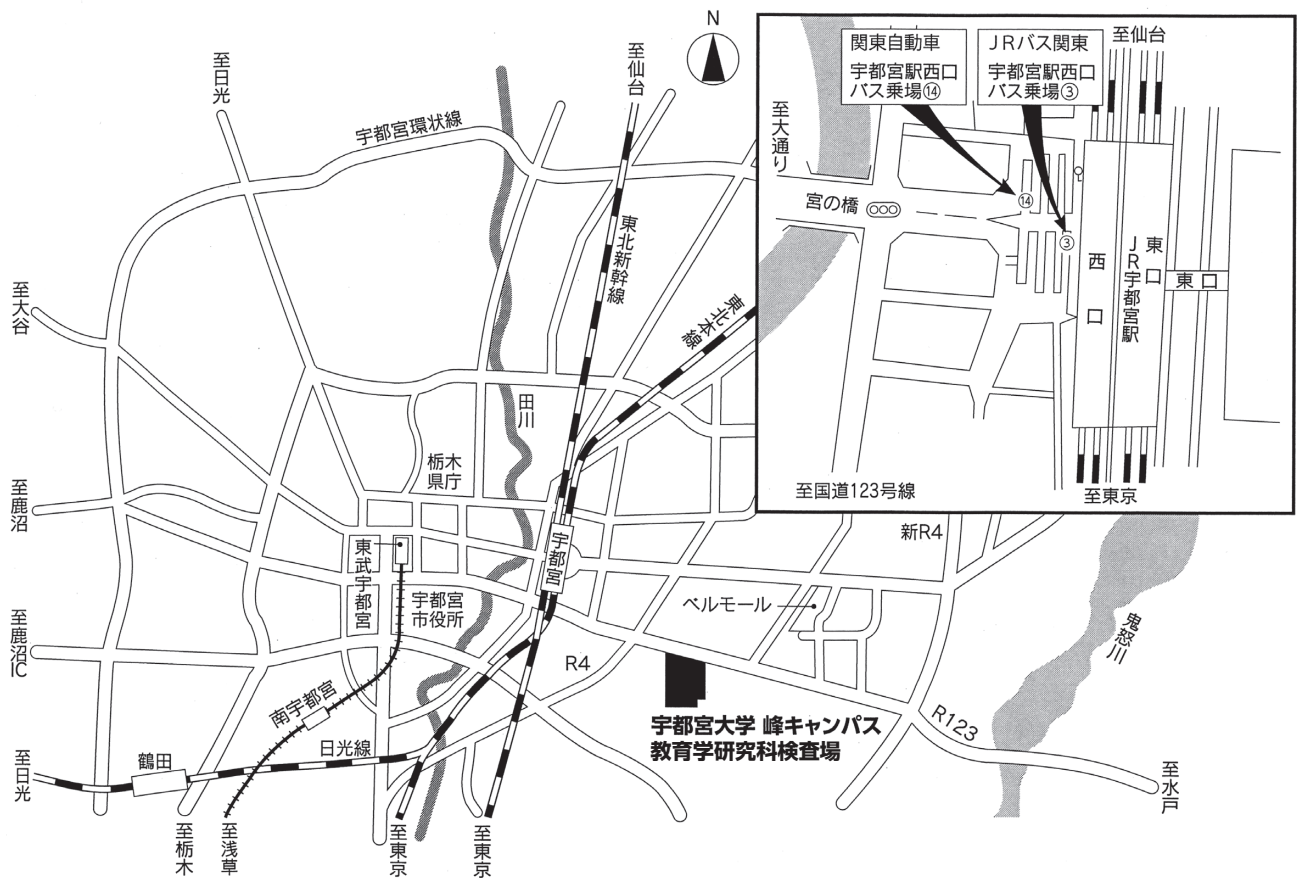 N
至日光
至仙台
宇都宮環状線
東北新幹線
東北本線
至大谷
田川
栃木
県庁
至鹿沼
東武宇都宮
宇都宮
宇都宮
市役所
至鹿沼IC
南宇都宮
日光線
鶴田
至日光
至栃木
至浅草
至東京
至東京
R4
ベルモール
新R4
鬼怒川
宇都宮大学 峰キャンパス
教育学研究科検査場
R123
至水戸
関東自動車
宇都宮駅西口
バス乗場⑭
JRバス関東
宇都宮駅西口
バス乗場③
至仙台
至大通り
宮の橋
⑭
③
西口
東口
JR宇都宮駅
東口
至国道123号線
至東京